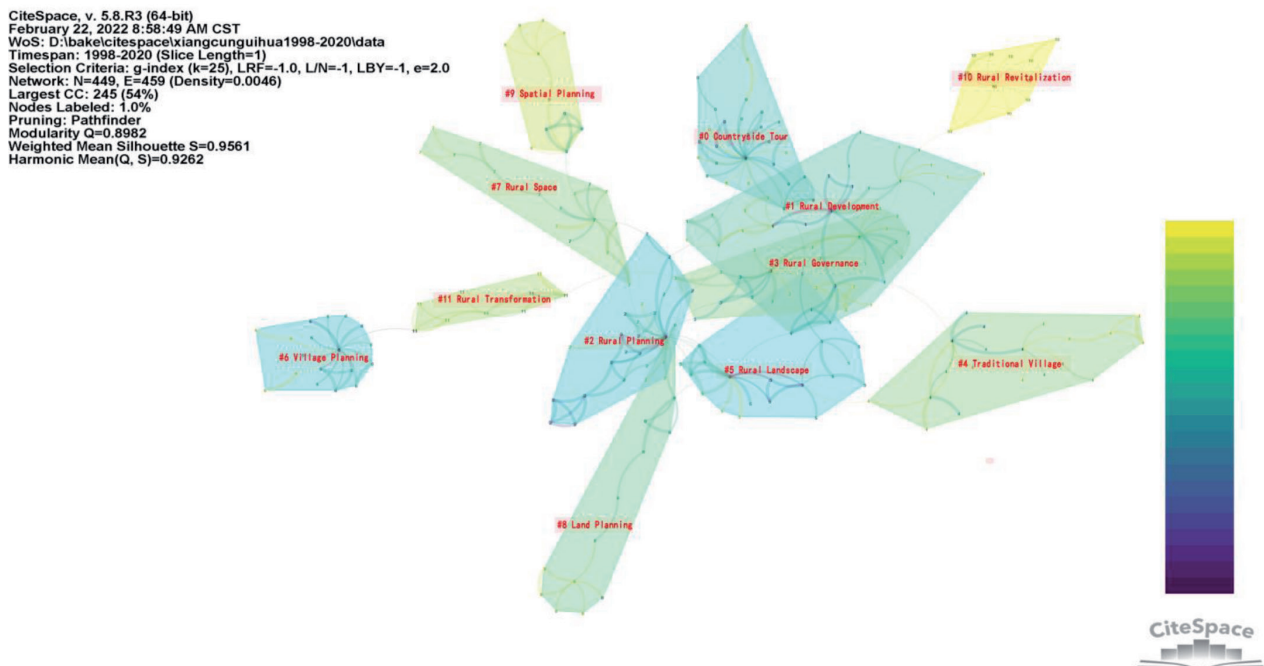 CiteSpace, v. 5.8.R3 (64-bit)
February 22, 2022 8:58:49 AM CST
WoS: D:\bake\citespace\xiangcunguihua1998-2020\data
Timespan: 1998-2020 (Slice Length=1)
Selection Criteria: g-index (k=25), LRF=-1.0, L/N=-1, LBY=-1, e=2.0
Network: N=449, E=459 (Density=0.0046)
Largest CC: 245 (54%)
Nodes Labeled: 1.0%
Pruning: Pathfinder
Modularity Q=0.8982
Weighted Mean Silhouette S=0.9561
Harmonic Mean(Q, S)=0.9262
#10 Rural Revitalization
#9 Spatial Planning
#0 Countryside Tour
#7 Rural Space
#1 Rural Development
#3 Rural Governance
#11 Rural Transformation
#2 Rural Planning
#6 Village Planning
#5 Rural Landscape
#4 Traditional Village
#8 Land Planning
CiteSpace